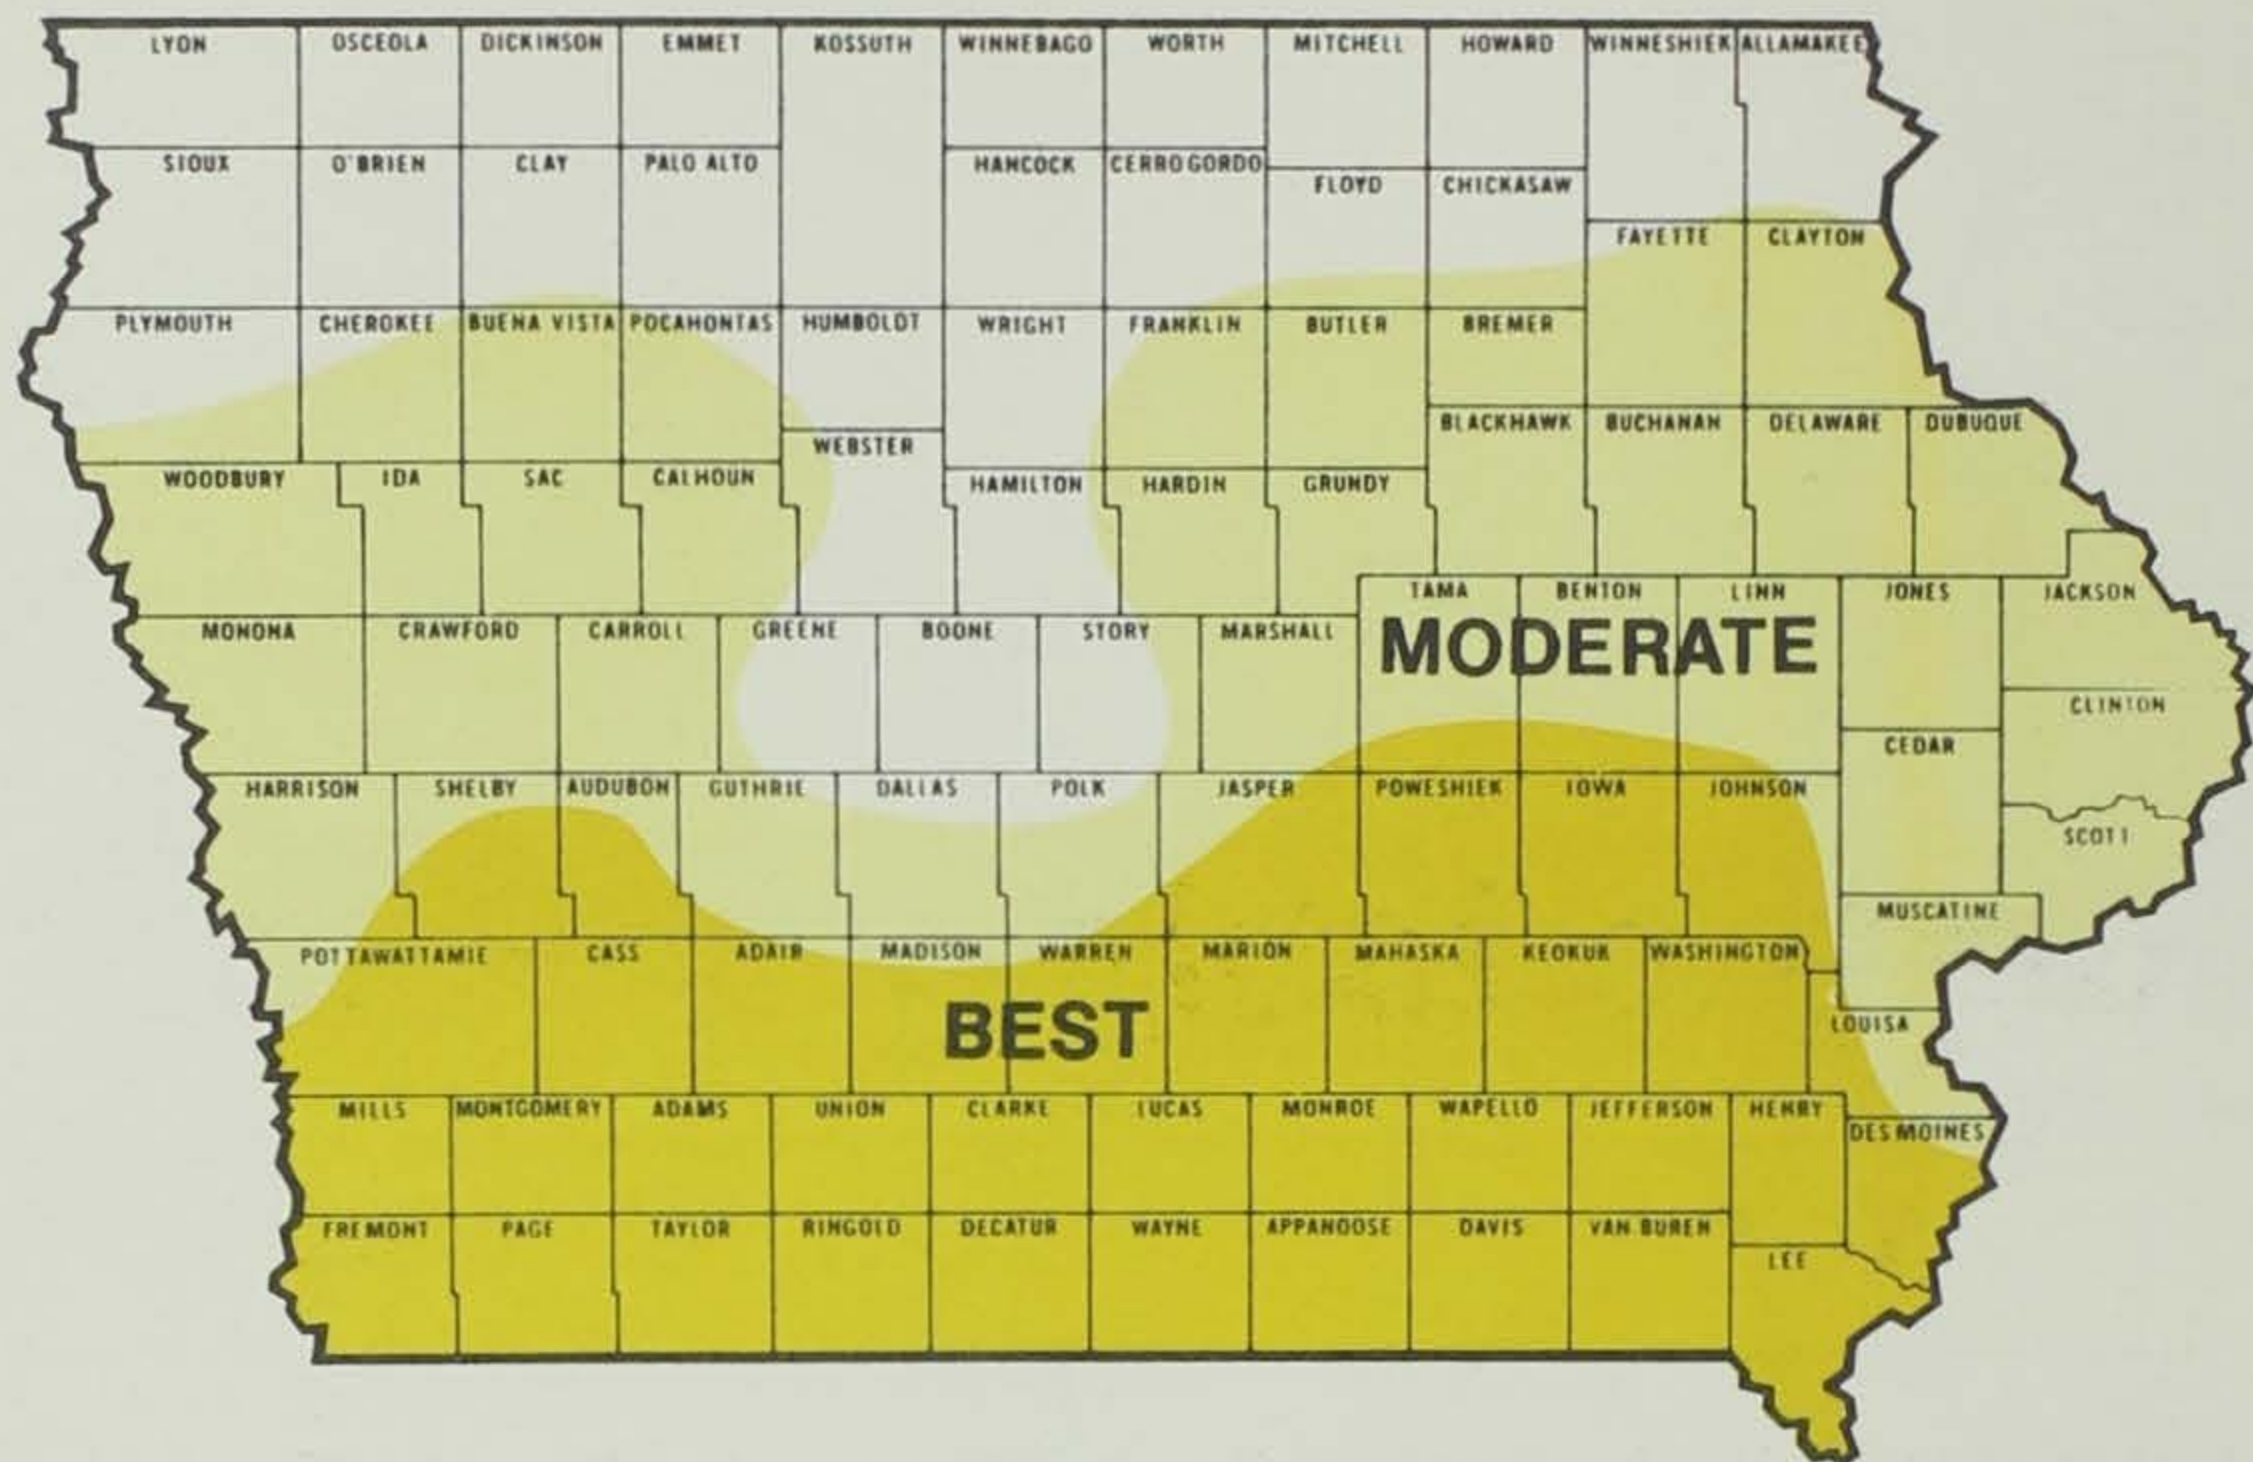 LYON OSCEOLA DICKINSON EMMET KOSSUTH WINNEBAGO WORTH MITCHELL HOWARD WINNESHIEK ALLAMAKEE
SIOUX O'BRIEN CLAY PALO ALTO HANCOCK CERRO GORDO FLOYD CHICKASAW
FAYETTE CLAYTON
PLYMOUTH CHEROKEE BUENA VISTA POCAHONTAS HUMBOLDT WRIGHT FRANKLIN BUTLER BREMER
BLACKHAWK BUCHANAN DELAWARE DUBUQUE
WEBSTER
WOODBURY IDA SAC CALHOUN HAMILTON HARDIN GRUNDY
TAMA BENTON LINN JONES JACKSON
MONONA CRAWFORD CARROLL GREENE BOONE STORY MARSHALL
MODERATE
CLINTON
CEDAR
HARRISON SHELBY AUDUBON GUTHRIE DALLAS POLK JASPER POWESHIEK IOWA JOHNSON
SCOTT
MUSCATINE
POTTAWATTAMIE CASS ADAIR MADISON WARREN MARION MAHASKA KEOKUK WASHINGTON
BEST
LOUISA
MILLS MONTGOMERY ADAMS UNION CLARKE LUCAS MONROE WAPELLO JEFFERSON HENRY
DES MOINES
FREMONT PAGE TAYLOR RINGOLD DECATUR WAYNE APPANOOSE DAVIS VAN BUREN
LEE